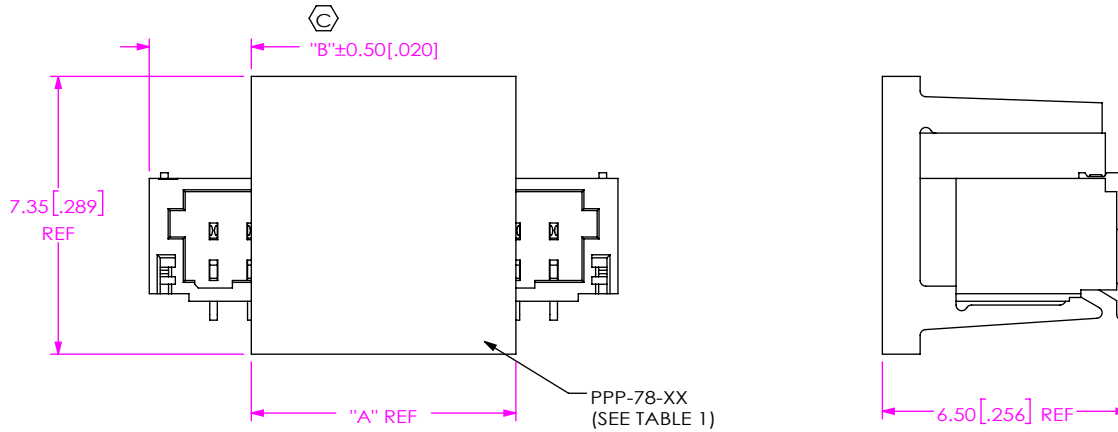 C
"B"±0.50[.020]
7.35[.289]
REF
"A" REF
PPP-78-XX
(SEE TABLE 1)
6.50[.256] REF